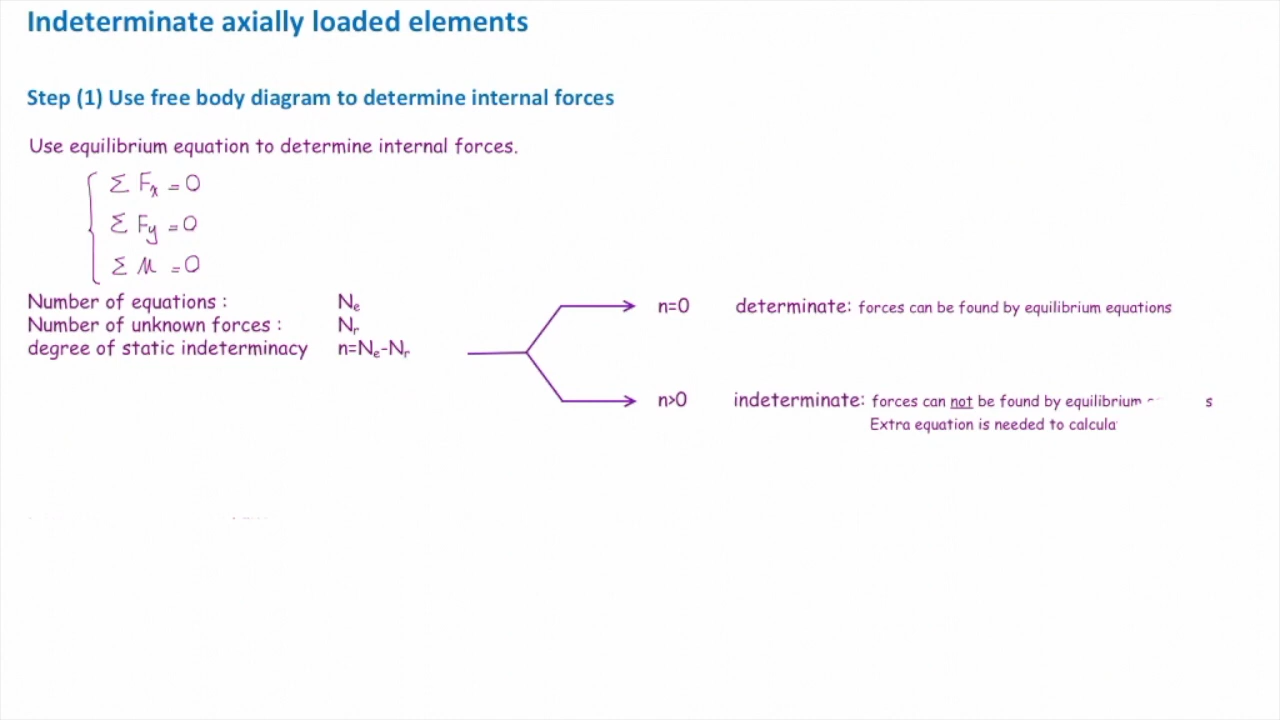 Indeterminate axially loaded elements
Step (1) Use free body diagram to determine internal forces
Use equilibrium equation to determine internal forces.
Σ Fx = 0
Σ Fy = 0
Σ M = 0
Number of equations : Ne
Number of unknown forces : Nr
degree of static indeterminacy n=Ne-Nr
n=0 determinate: forces can be found by equilibrium equations
n>0 indeterminate: forces can not be found by equilibrium
Extra equation is needed to